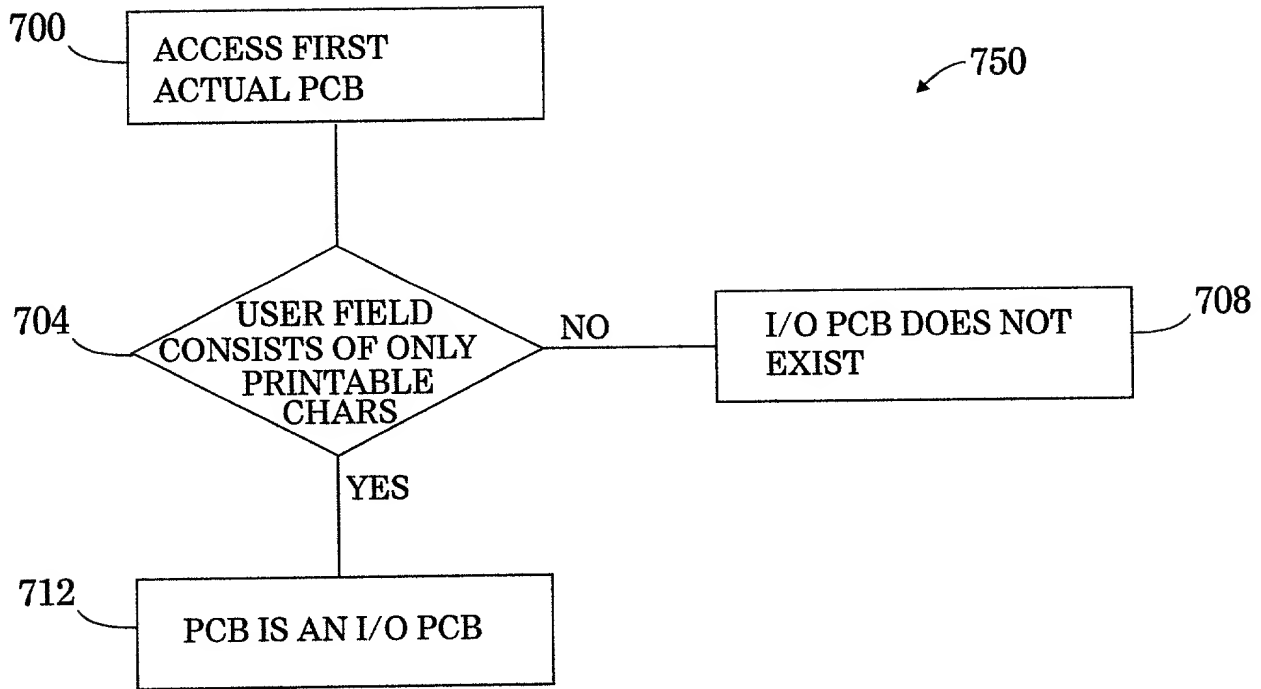 700
ACCESS FIRST
ACTUAL PCB
750
704
USER FIELD
CONSISTS OF ONLY
PRINTABLE
CHARS
NO
I/O PCB DOES NOT
EXIST
708
YES
712
PCB IS AN I/O PCB